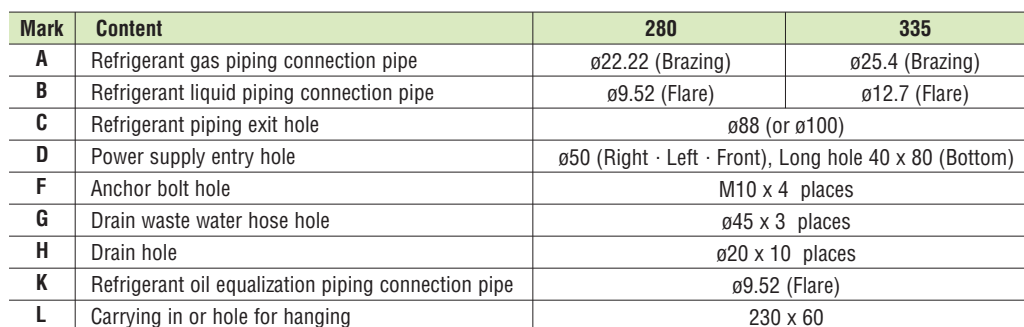 Mark Content 280 335
A Refrigerant gas piping connection pipe ø22.22 (Brazing) ø25.4 (Brazing)
B Refrigerant liquid piping connection pipe ø9.52 (Flare) ø12.7 (Flare)
C Refrigerant piping exit hole ø88 (or ø100)
D Power supply entry hole ø50 (Right · Left · Front), Long hole 40 x 80 (Bottom)
F Anchor bolt hole M10 x 4 places
G Drain waste water hose hole ø45 x 3 places
H Drain hole ø20 x 10 places
K Refrigerant oil equalization piping connection pipe ø9.52 (Flare)
L Carrying in or hole for hanging 230 x 60